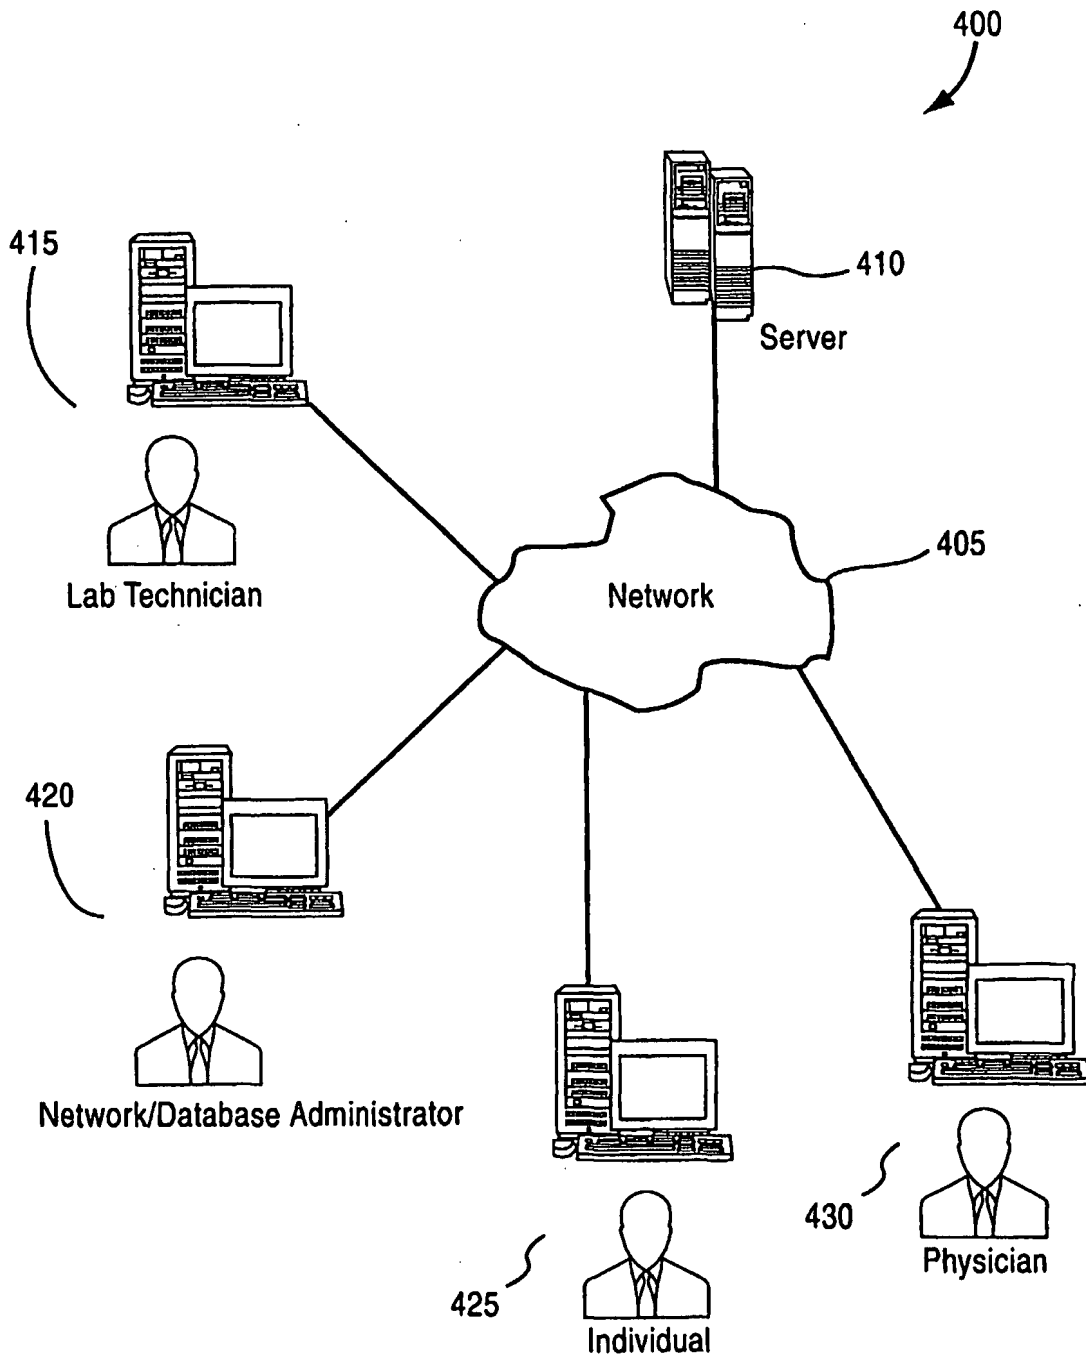 400
415
410
Server
405
Network
Lab Technician
420
Network/Database Administrator
430
Physician
425
Individual